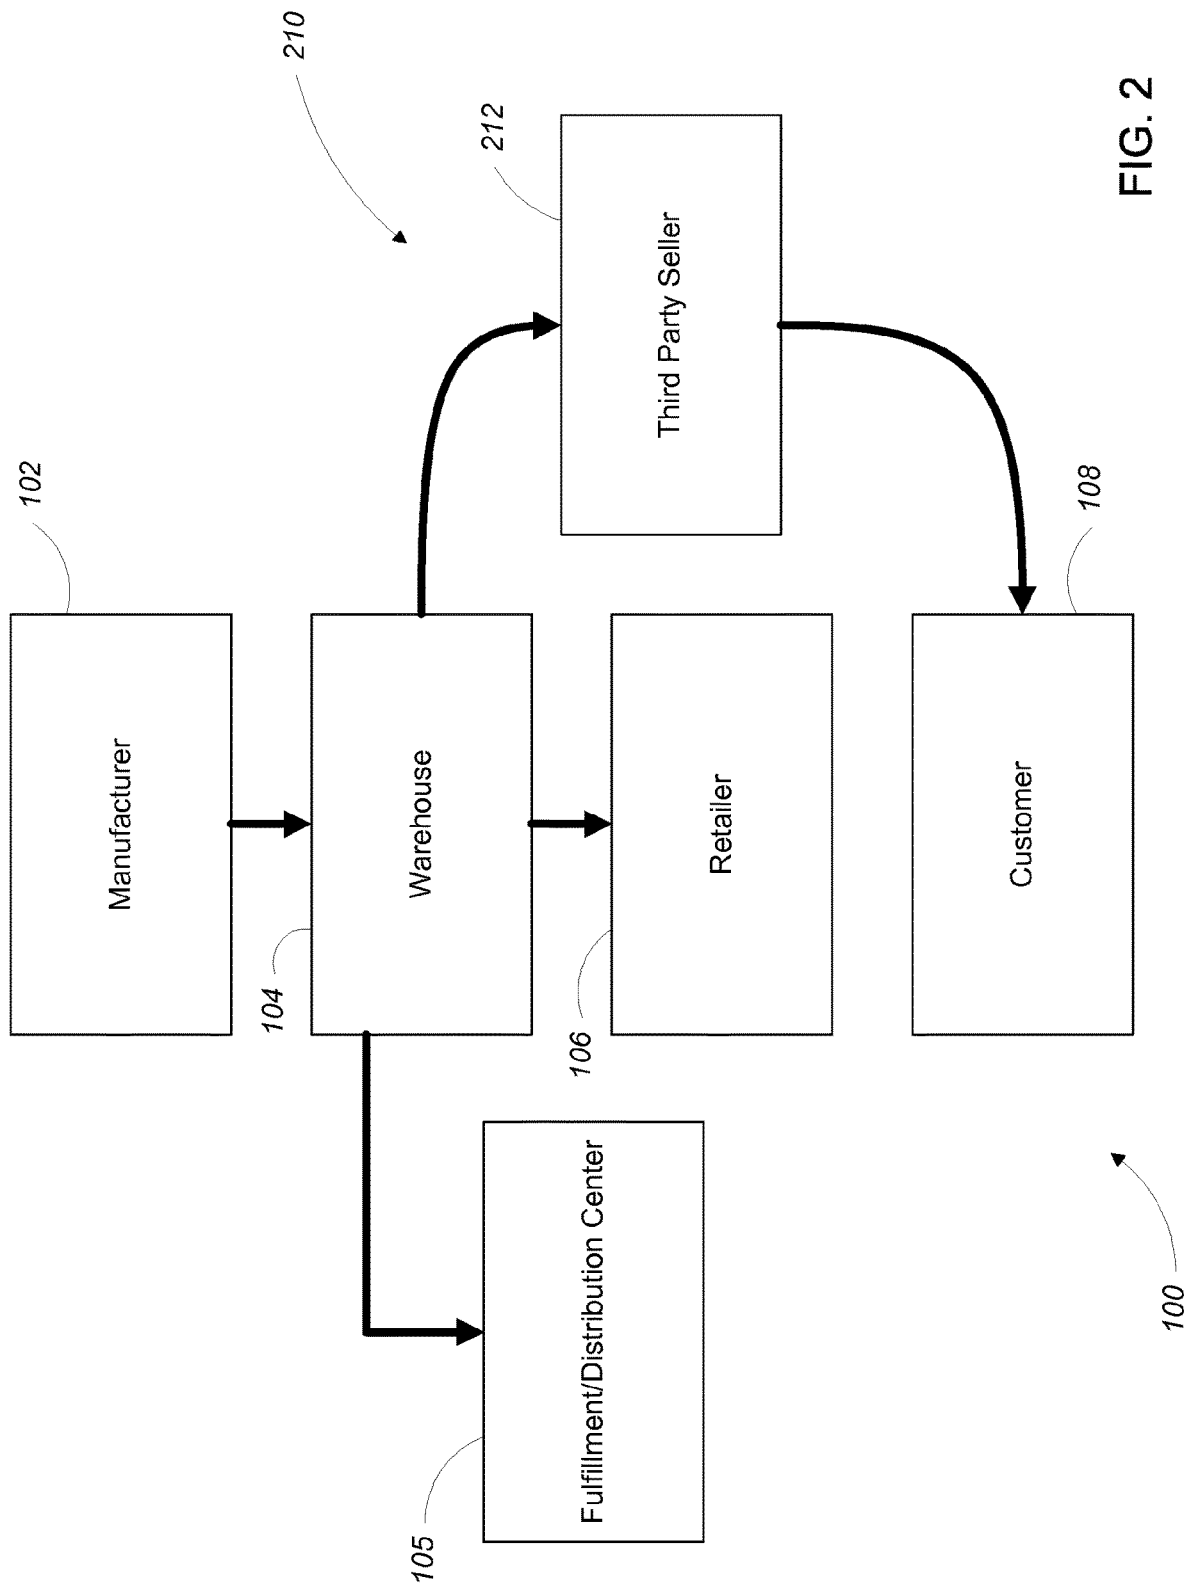 210
212
102
Manufacturer
104
Warehouse
Third Party Seller
106
Retailer
105
Fulfillment/Distribution Center
108
Customer
100
FIG. 2